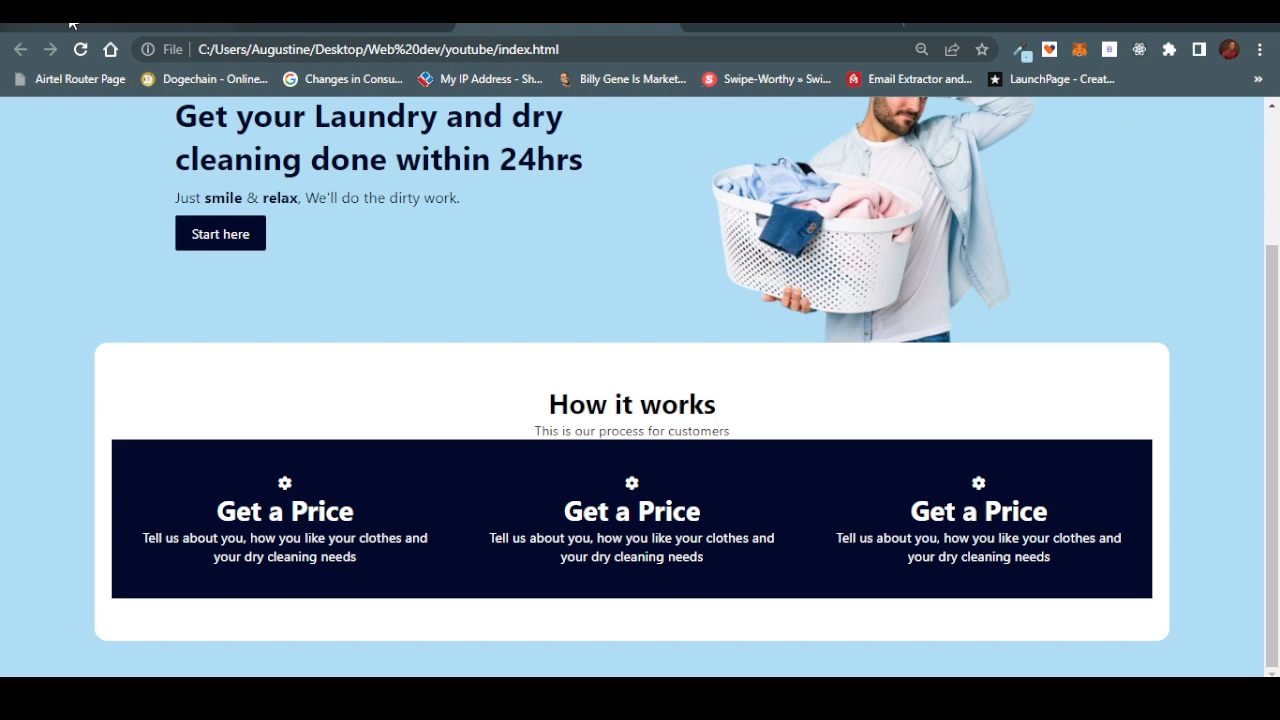 File
C:/Users/Augustine/Desktop/Web%20dev/youtube/index.html
Airtel Router Page
Dogechain - Online...
Changes in Consu...
My IP Address - Sh...
Billy Gene Is Market...
Swipe-Worthy » Swi...
Email Extractor and...
LaunchPage - Creat...
»
Get your Laundry and dry
cleaning done within 24hrs
Just smile & relax, We'll do the dirty work.
Start here
How it works
This is our process for customers
Get a Price
Tell us about you, how you like your clothes and
your dry cleaning needs
Get a Price
Tell us about you, how you like your clothes and
your dry cleaning needs
Get a Price
Tell us about you, how you like your clothes and
your dry cleaning needs